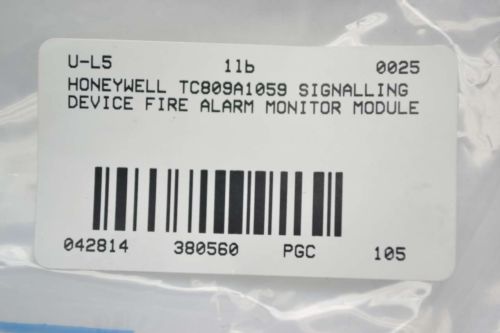 U-L5 1lb 0025
HONEYWELL TC809A1059 SIGNALLING
DEVICE FIRE ALARM MONITOR MODULE
042814 380560 PGC 105